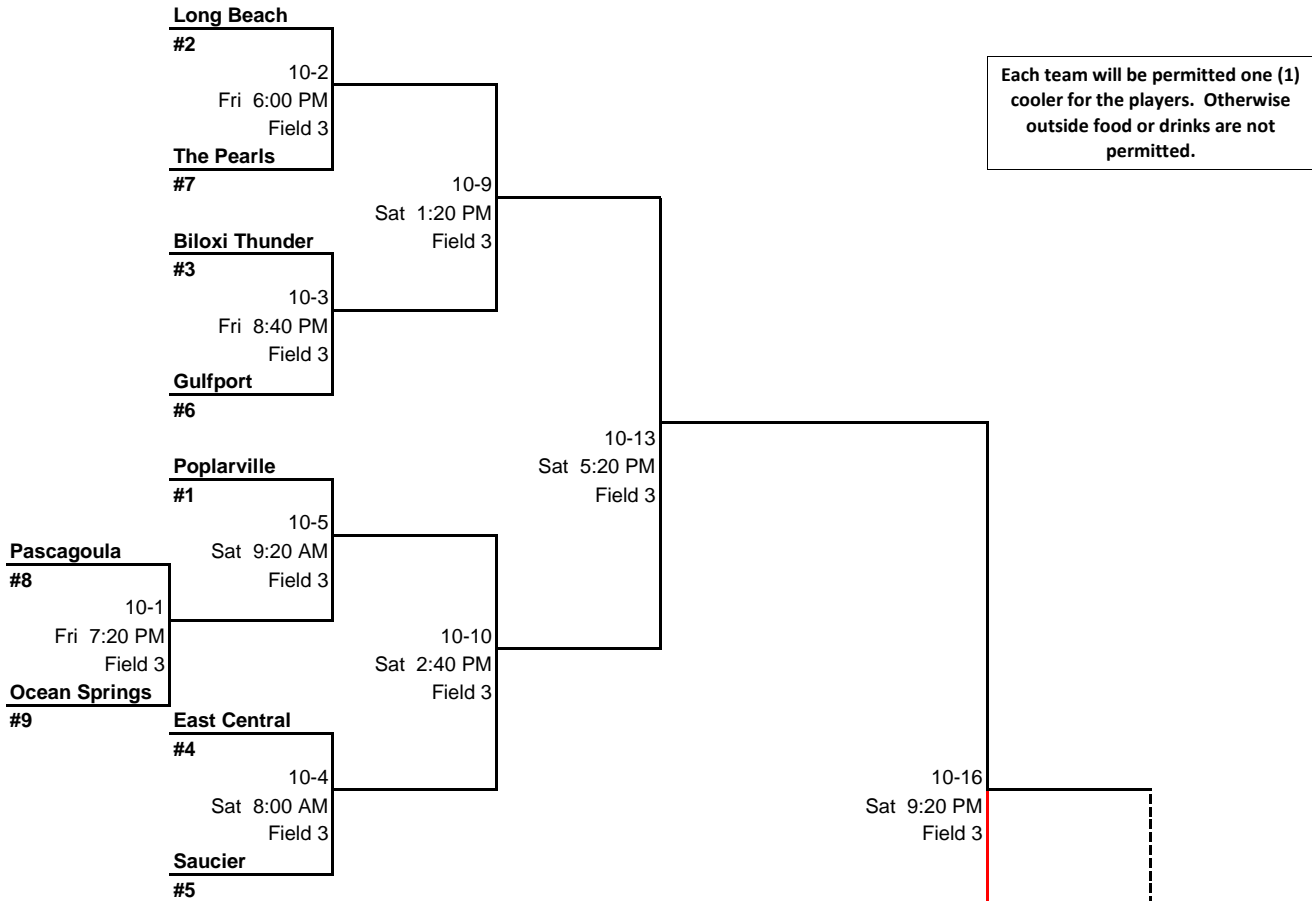 Long Beach
#2
10-2
Fri 6:00 PM
Field 3
The Pearls
#7
Each team will be permitted one (1)
cooler for the players. Otherwise
outside food or drinks are not
permitted.
10-9
Sat 1:20 PM
Field 3
Biloxi Thunder
#3
10-3
Fri 8:40 PM
Field 3
Gulfport
#6
10-13
Sat 5:20 PM
Field 3
Poplarville
#1
10-5
Sat 9:20 AM
Field 3
Pascagoula
#8
10-1
Fri 7:20 PM
Field 3
Ocean Springs
#9
10-10
Sat 2:40 PM
Field 3
East Central
#4
10-4
Sat 8:00 AM
Field 3
Saucier
#5
10-16
Sat 9:20 PM
Field 3